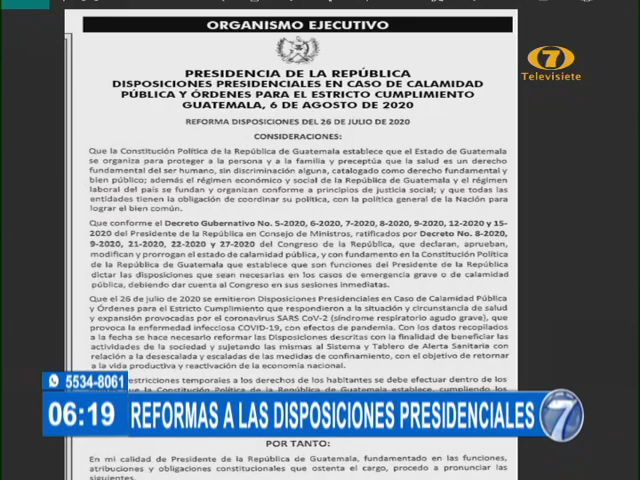 ORGANISMO EJECUTIVO
7
Televisiete
PRESIDENCIA DE LA REPÚBLICA
DISPOSICIONES PRESIDENCIALES EN CASO DE CALAMIDAD
PÚBLICA Y ÓRDENES PARA EL ESTRICTO CUMPLIMIENTO
GUATEMALA, 6 DE AGOSTO DE 2020
REFORMA DISPOSICIONES DEL 26 DE JULIO DE 2020
CONSIDERACIONES:
Que la Constitución Política de la República de Guatemala establece que el Estado de Guatemala
se organiza para proteger a la persona y a la familia y preceptúa que la salud es un derecho
fundamental del ser humano, sin discriminación alguna, catalogado como derecho fundamental y
bien público; además el régimen económico y social de la República de Guatemala y el régimen
laboral del país se fundan y organizan conforme a principios de justicia social; y que todas las
entidades tienen la obligación de coordinar su política, con la política general de la Nación para
lograr el bien común.
Que conforme el Decreto Gubernativo No. 5-2020, 6-2020, 7-2020, 8-2020, 9-2020, 12-2020 y 15-
2020 del Presidente de la República en Consejo de Ministros, ratificados por Decreto No. 8-2020,
9-2020, 21-2020, 22-2020 y 27-2020 del Congreso de la República, que declaran, aprueban,
modifican y prorrogan el estado de calamidad pública, y con fundamento en la Constitución Política
de la República de Guatemala que establece que son funciones del Presidente de la República
dictar las disposiciones que sean necesarias en los casos de emergencia grave o de calamidad
pública, debiendo dar cuenta al Congreso en sus sesiones inmediatas.
Que el 26 de julio de 2020 se emitieron Disposiciones Presidenciales en Caso de Calamidad Pública
y Órdenes para el Estricto Cumplimiento que respondieron a la situación y circunstancia de salud
y expansión provocadas por el coronavirus SARS CoV-2 (síndrome respiratorio agudo grave), que
provoca la enfermedad infecciosa COVID-19, con efectos de pandemia. Con los datos recopilados
a la fecha se hace necesario reformar las Disposiciones descritas con la finalidad de beneficiar las
actividades de la sociedad y sujetando las mismas al Sistema y Tablero de Alerta Sanitaria con
relación a la desescalada y escaladas de las medidas de confinamiento, con el objetivo de retornar
a la vida productiva y reactivación de la economía nacional.
restricciones temporales a los derechos de los habitantes se debe efectuar dentro de los
que la Constitución Política de la República de Guatemala establece, cumpliendo los
5534-8061
06:19 REFORMAS A LAS DISPOSICIONES PRESIDENCIALES 7
POR TANTO:
En mi calidad de Presidente de la República, fundamentado en las funciones,
atribuciones y obligaciones constitucionales que ostenta el cargo, procedo a pronunciar las
siguientes.